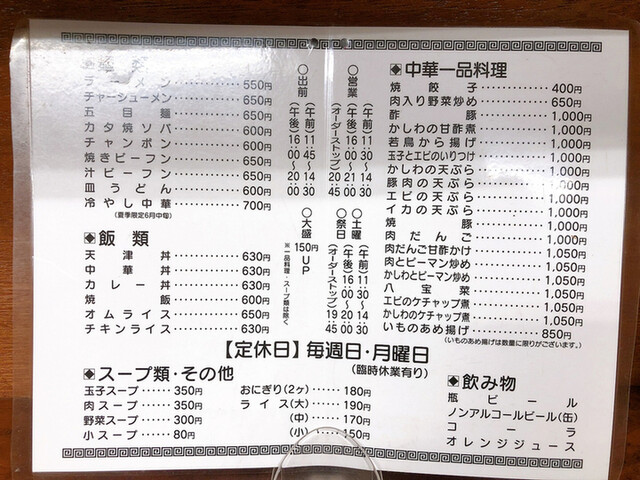 麺類
ラーメン……550円
チャーシューメン……650円
五目麺……650円
カタ焼ソバ……600円
チャンポン……600円
焼きビーフン……650円
汁ビーフン……650円
皿うどん……600円
冷やし中華……700円
(夏季限定6月中旬)
◆飯類
天津丼……630円
中華丼……630円
カレー丼……630円
焼飯……600円
オムライス……650円
チキンライス……630円
○営業
(午前)11:30~14:30
(午後)16:00~21:00
(オーダーストップ)20:45
○出前
(午前)11:45~14:00
(午後)16:00~20:30
○土曜
○祭日
(午前)11:30~14:30
(午後)16:00~20:00
(オーダーストップ)19:45
○大盛 150円UP
※一品料理・スープ類は除く
◆中華一品料理
焼餃子……400円
肉入り野菜炒め……650円
酢豚……1,000円
かしわの甘酢煮……1,000円
若鳥から揚げ……1,000円
玉子とエビのいりつけ……1,000円
かしわの天ぷら……1,000円
豚肉の天ぷら……1,000円
エビの天ぷら……1,000円
イカの天ぷら……1,000円
焼豚……1,000円
肉だんご……1,000円
肉だんご甘酢かけ……1,050円
肉とピーマン炒め……1,050円
かしわとピーマン炒め……1,050円
八宝菜……1,050円
エビのケチャップ煮……1,050円
かしわのケチャップ煮……1,050円
いものあめ揚げ……850円
(いものあめ揚げは数量に限りがございます。)
【定休日】毎週日・月曜日
(臨時休業有り)
◆スープ類・その他
玉子スープ……350円
肉スープ……350円
野菜スープ……300円
小スープ……80円
おにぎり(2ヶ)……180円
ライス(大)……190円
(中)……170円
(小)……150円
◆飲み物
瓶ビール
ノンアルコールビール(缶)
コーラ
オレンジジュース